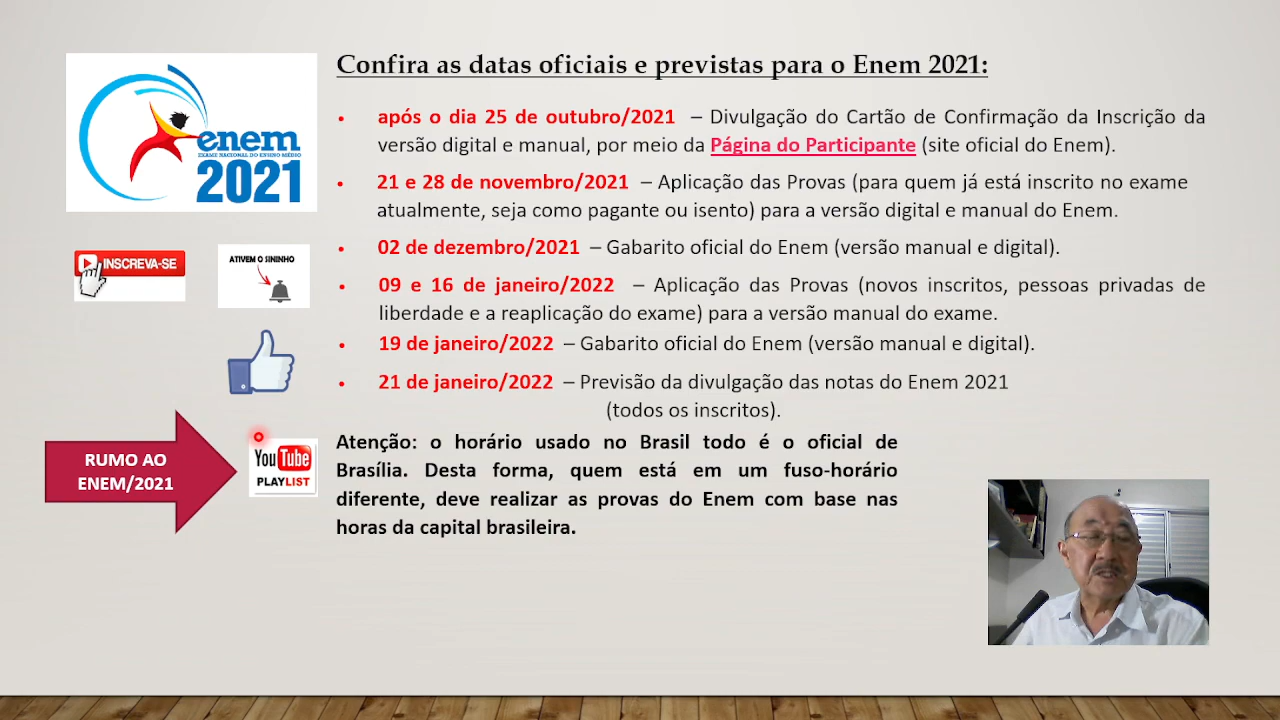 Confira as datas oficiais e previstas para o Enem 2021:
enem
EXAME NACIONAL DO ENSINO MÉDIO
2021
• após o dia 25 de outubro/2021 – Divulgação do Cartão de Confirmação da Inscrição da
versão digital e manual, por meio da Página do Participante (site oficial do Enem).
• 21 e 28 de novembro/2021 – Aplicação das Provas (para quem já está inscrito no exame
atualmente, seja como pagante ou isento) para a versão digital e manual do Enem.
• 02 de dezembro/2021 – Gabarito oficial do Enem (versão manual e digital).
INSCREVA-SE
ATIVEM O SININHO
• 09 e 16 de janeiro/2022 – Aplicação das Provas (novos inscritos, pessoas privadas de
liberdade e a reaplicação do exame) para a versão manual do exame.
• 19 de janeiro/2022 – Gabarito oficial do Enem (versão manual e digital).
• 21 de janeiro/2022 – Previsão da divulgação das notas do Enem 2021
(todos os inscritos).
RUMO AO
ENEM/2021
YouTube
PLAYLIST
Atenção: o horário usado no Brasil todo é o oficial de
Brasília. Desta forma, quem está em um fuso-horário
diferente, deve realizar as provas do Enem com base nas
horas da capital brasileira.